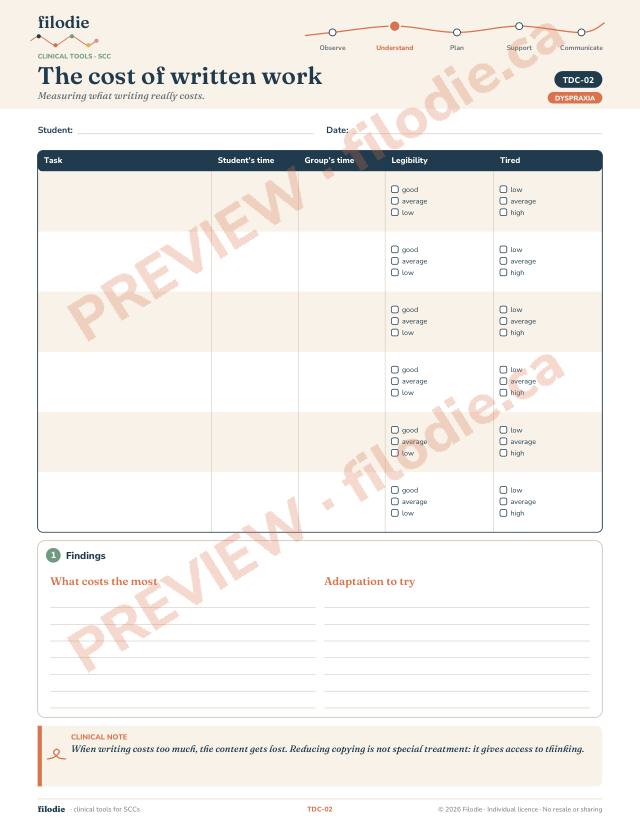 filodie
CLINICAL TOOLS · SCC
Observe Understand Plan Support Communicate
The cost of written work
Measuring what writing really costs.
TDC-02
DYSPRAXIA
Student: Date:
Task Student's time Group's time Legibility Tired
good low
average average
low high
good low
average average
low high
good low
average average
low high
good low
average average
low high
good low
average average
low high
good low
average average
low high
PREVIEW · filodie.ca
PREVIEW · filodie.ca
1 Findings
What costs the most Adaptation to try
CLINICAL NOTE
When writing costs too much, the content gets lost. Reducing copying is not special treatment: it gives access to thinking.
filodie · clinical tools for SCCs TDC-02 © 2026 Filodie · Individual licence · No resale or sharing